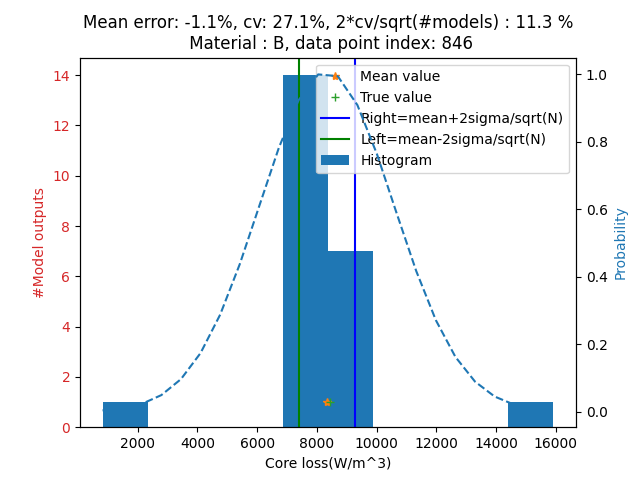 Mean error: -1.1%, cv: 27.1%, 2*cv/sqrt(#models) : 11.3 %
Material : B, data point index: 846
Mean value
True value
Right=mean+2sigma/sqrt(N)
Left=mean-2sigma/sqrt(N)
Histogram
#Model outputs
14
12
10
8
6
4
2
0
1.0
0.8
0.6
0.4
0.2
0.0
Probability
2000 4000 6000 8000 10000 12000 14000 16000
Core loss(W/m^3)